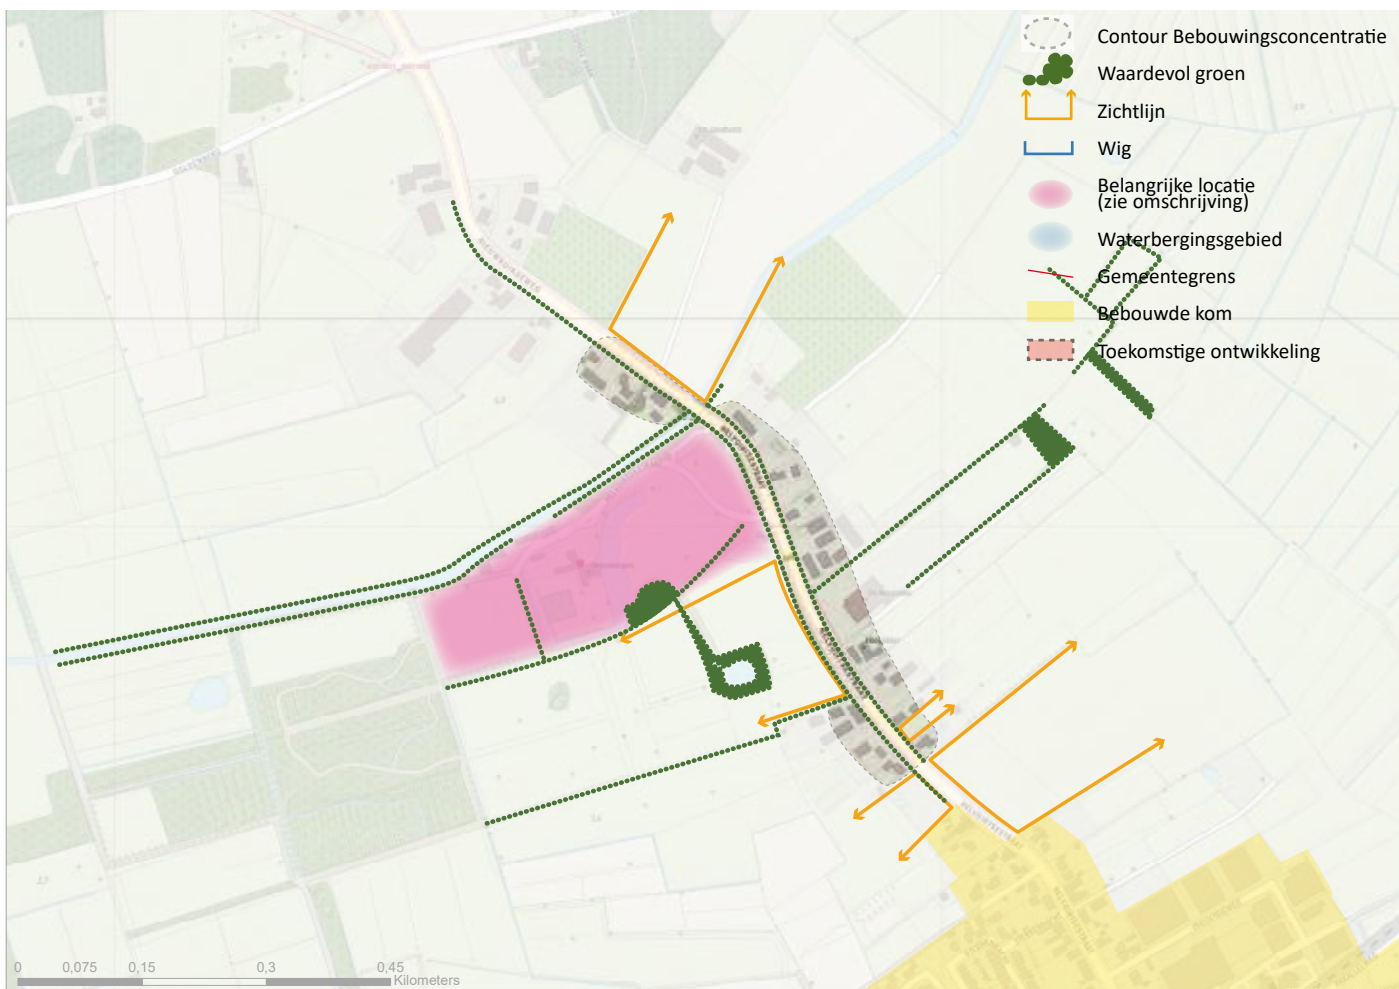 Contour Bebouwingsconcentratie
Waardevol groen
Zichtlijn
Wig
Belangrijke locatie
(zie omschrijving)
Waterbergingsgebied
Gemeentegrens
Bebouwde kom
Toekomstige ontwikkeling
0 0,075 0,15 0,3 0,45
Kilometers